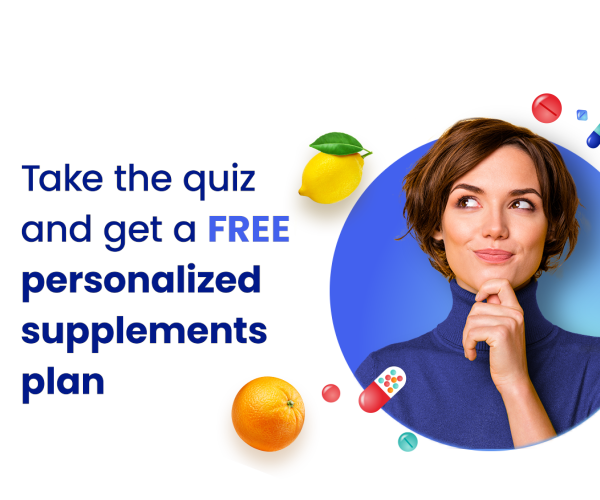 Take the quiz
and get a FREE
personalized
supplements
plan